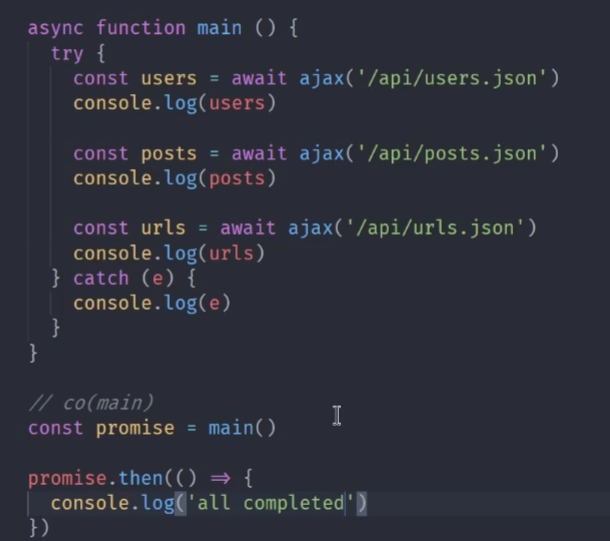 async function main () {
  try {
    const users = await ajax('/api/users.json')
    console.log(users)

    const posts = await ajax('/api/posts.json')
    console.log(posts)

    const urls = await ajax('/api/urls.json')
    console.log(urls)
  } catch (e) {
    console.log(e)
  }
}

// co(main)
const promise = main()

promise.then(() => {
  console.log('all completed')
})